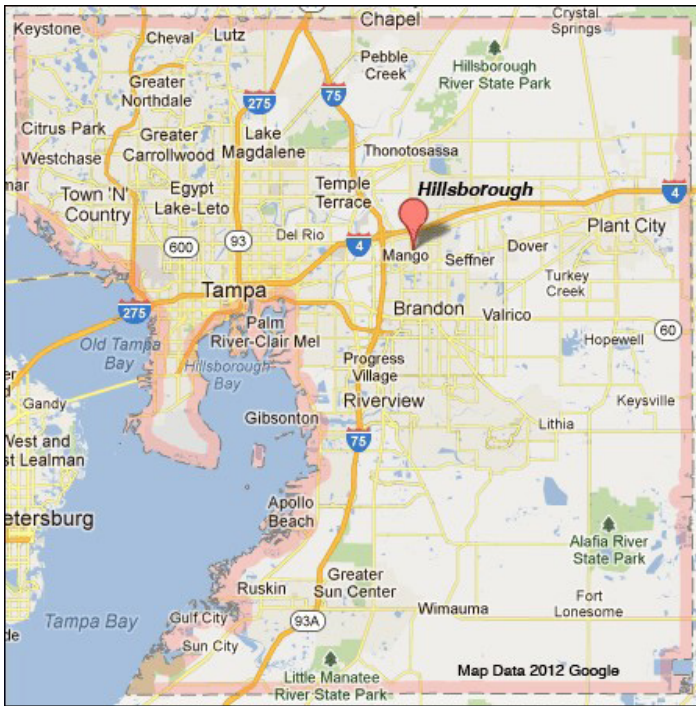 Chapel
Crystal
Springs
Keystone
Cheval
Lutz
Pebble
Creek
Hillsborough
River State Park
Greater
Northdale
275
75
Citrus Park
Greater
Carrollwood
Lake
Magdalene
Westchase
Thonotosassa
mar
Town 'N'
Country
Egypt
Lake-Leto
Temple
Terrace
Hillsborough
4
Plant City
600
93
Del Rio
4
Mango
Seffner
Dover
Turkey
Creek
Tampa
275
Brandon
Valrico
Palm
River-Clair Mel
60
Hopewell
Old Tampa
Bay
Hillsborough
Bay
Progress
Village
Gandy
Riverview
Keysville
Gibsonton
Lithia
West and
st Lealman
75
Apollo
Beach
etersburg
Alafia River
State Park
Ruskin
Greater
Sun Center
Wimauma
Fort
Lonesome
Tampa Bay
Gulf City
93A
de
Sun City
Map Data 2012 Google
Little Manatee
River State Park